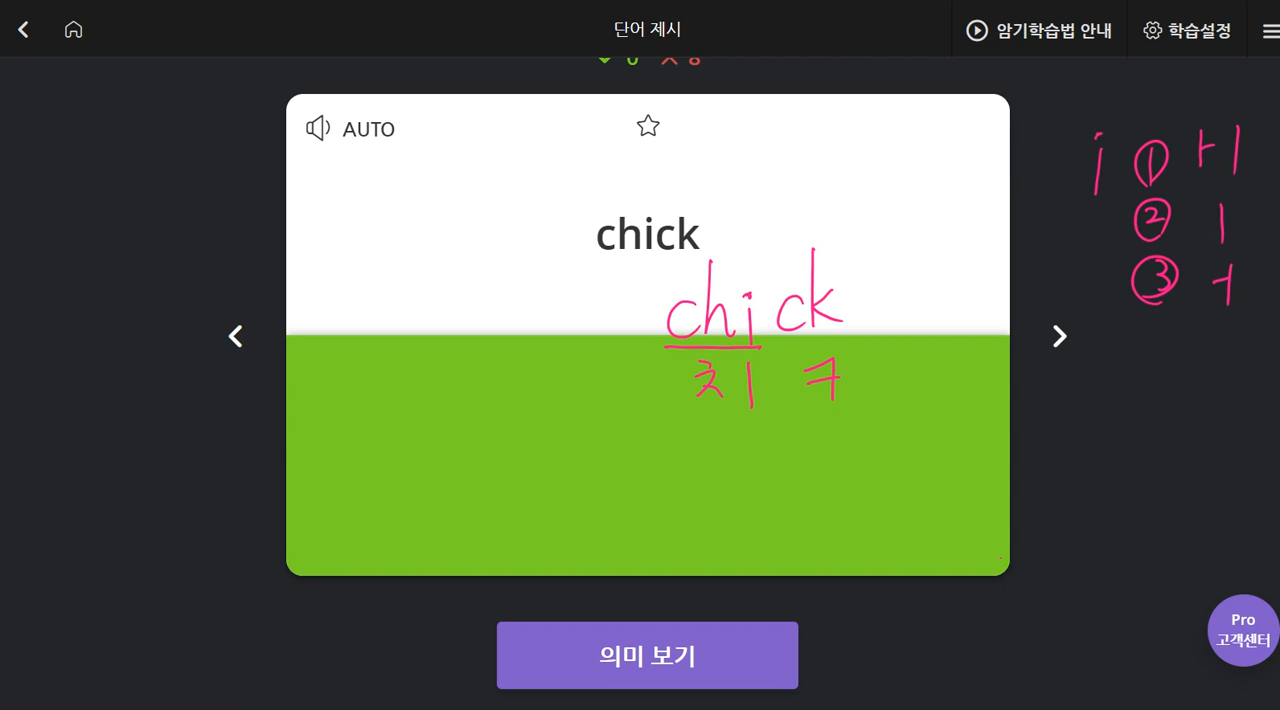 단어 제시
암기학습법 안내
학습설정
AUTO
chick
chick
치 ㅋ
i ① ㅏㅣ
② ㅣ
③ ㅓ
의미 보기
Pro
고객센터